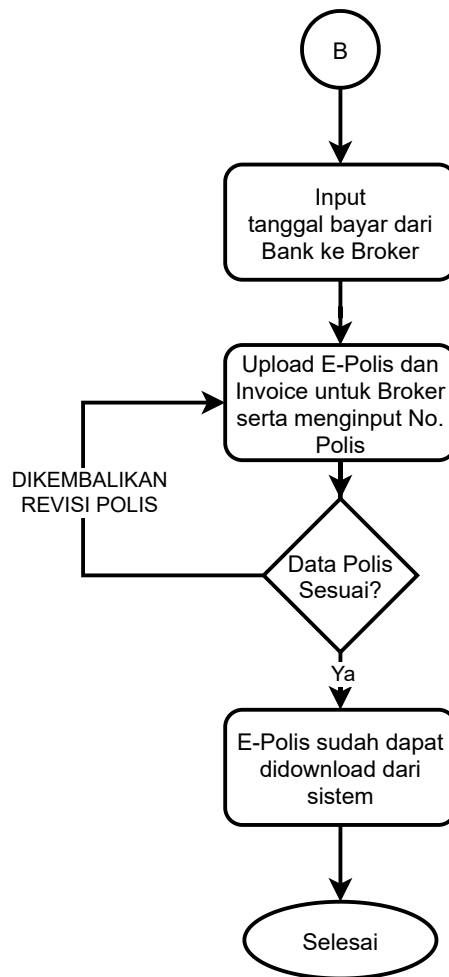 B
Input
tanggal bayar dari
Bank ke Broker
Upload E-Polis dan
Invoice untuk Broker
serta menginput No.
Polis
DIKEMBALIKAN
REVISI POLIS
Data Polis
Sesuai?
Ya
E-Polis sudah dapat
didownload dari
sistem
Selesai